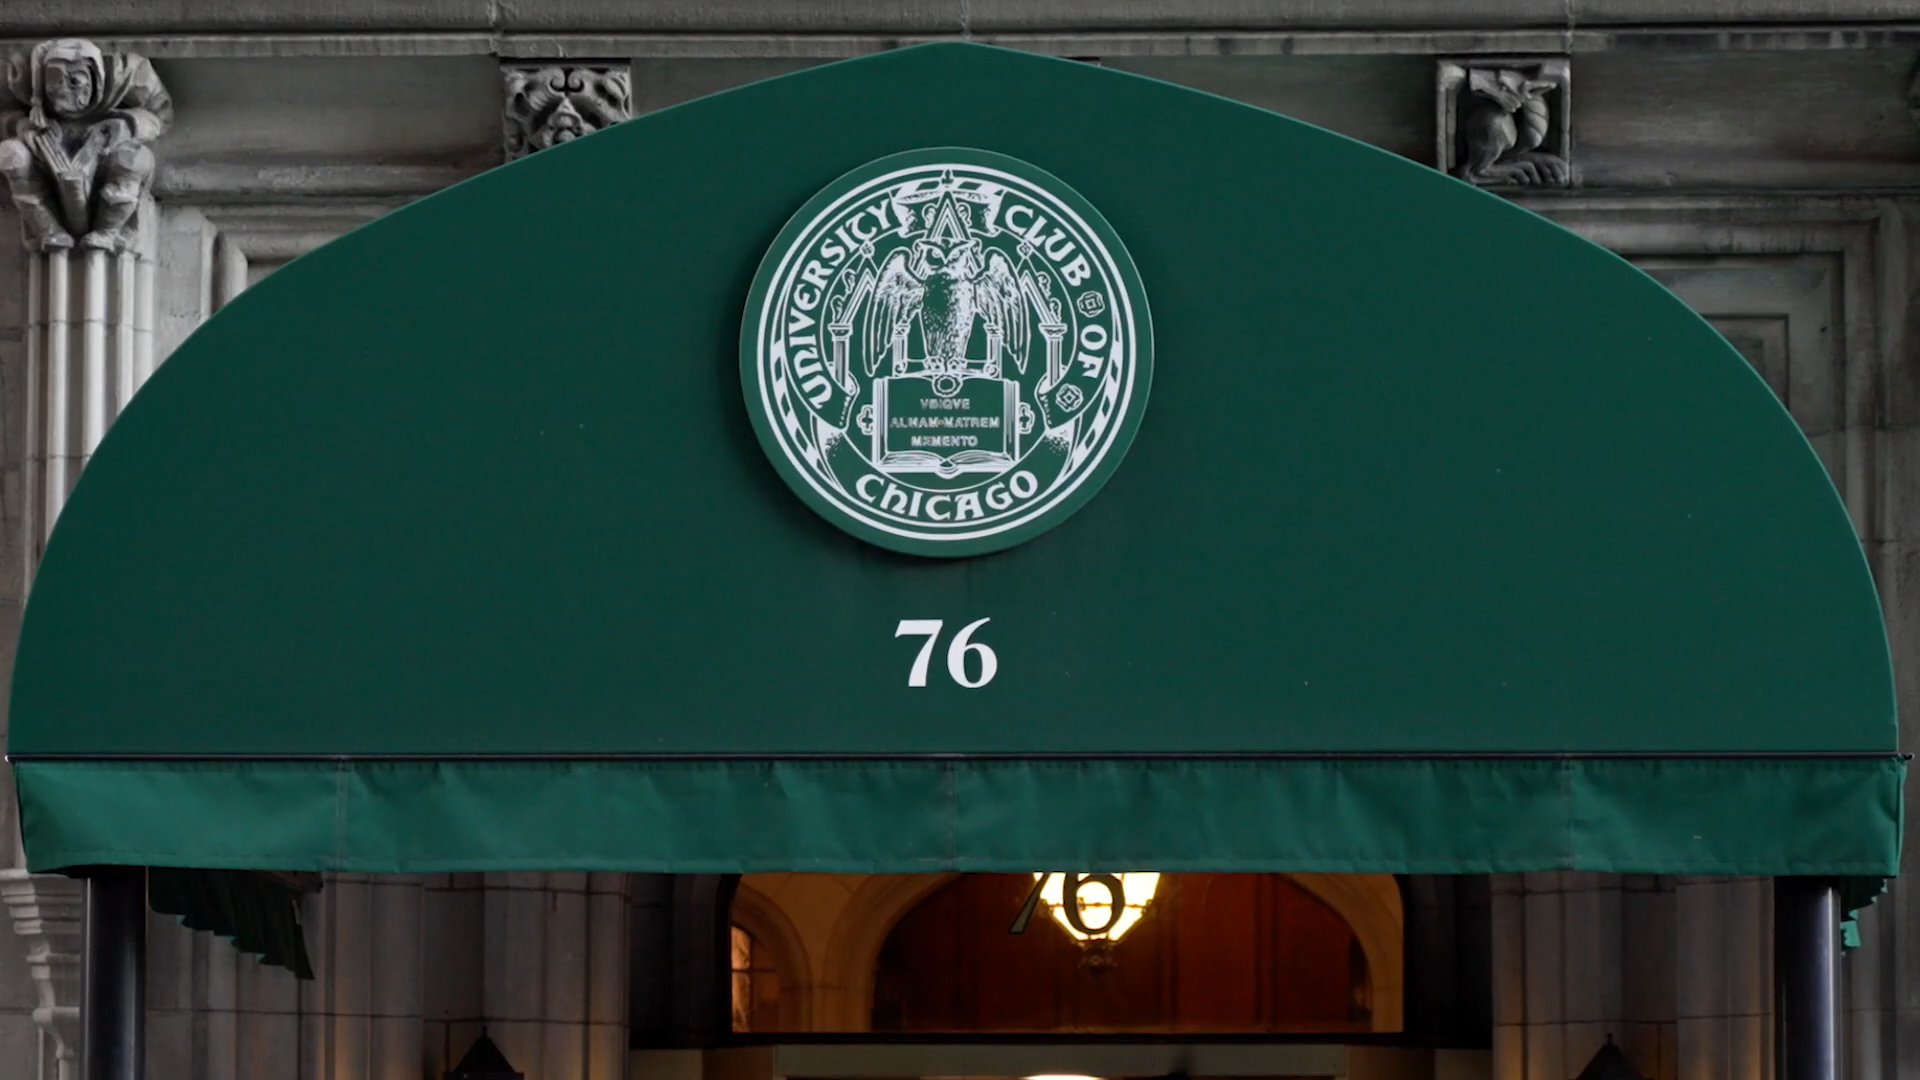 UNIVERSITY CLUB OF
CHICAGO
VBIQVE
ALMAM MATREM
MEMENTO
76
76